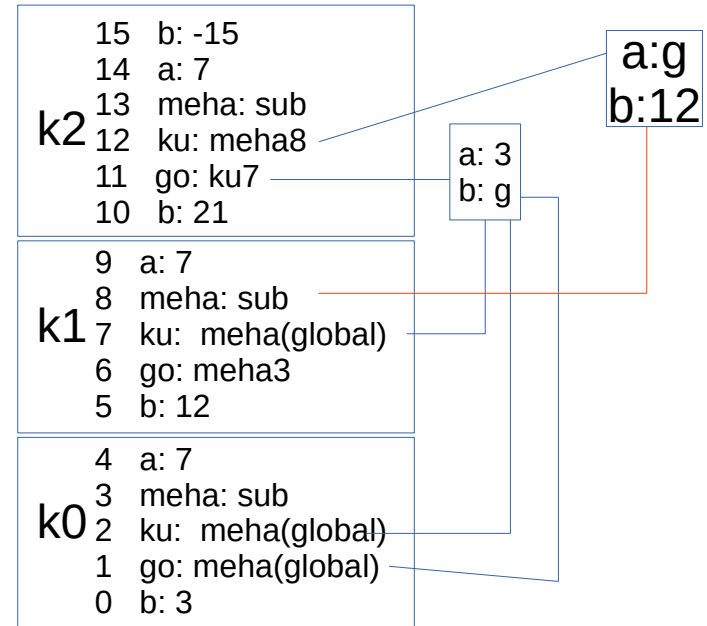 k2
15 b: -15
14 a: 7
13 meha: sub
12 ku: meha8
11 go: ku7
10 b: 21
k1
9 a: 7
8 meha: sub
7 ku: meha(global)
6 go: meha3
5 b: 12
k0
4 a: 7
3 meha: sub
2 ku: meha(global)
1 go: meha(global)
0 b: 3
a: 3
b: g
a:g
b:12